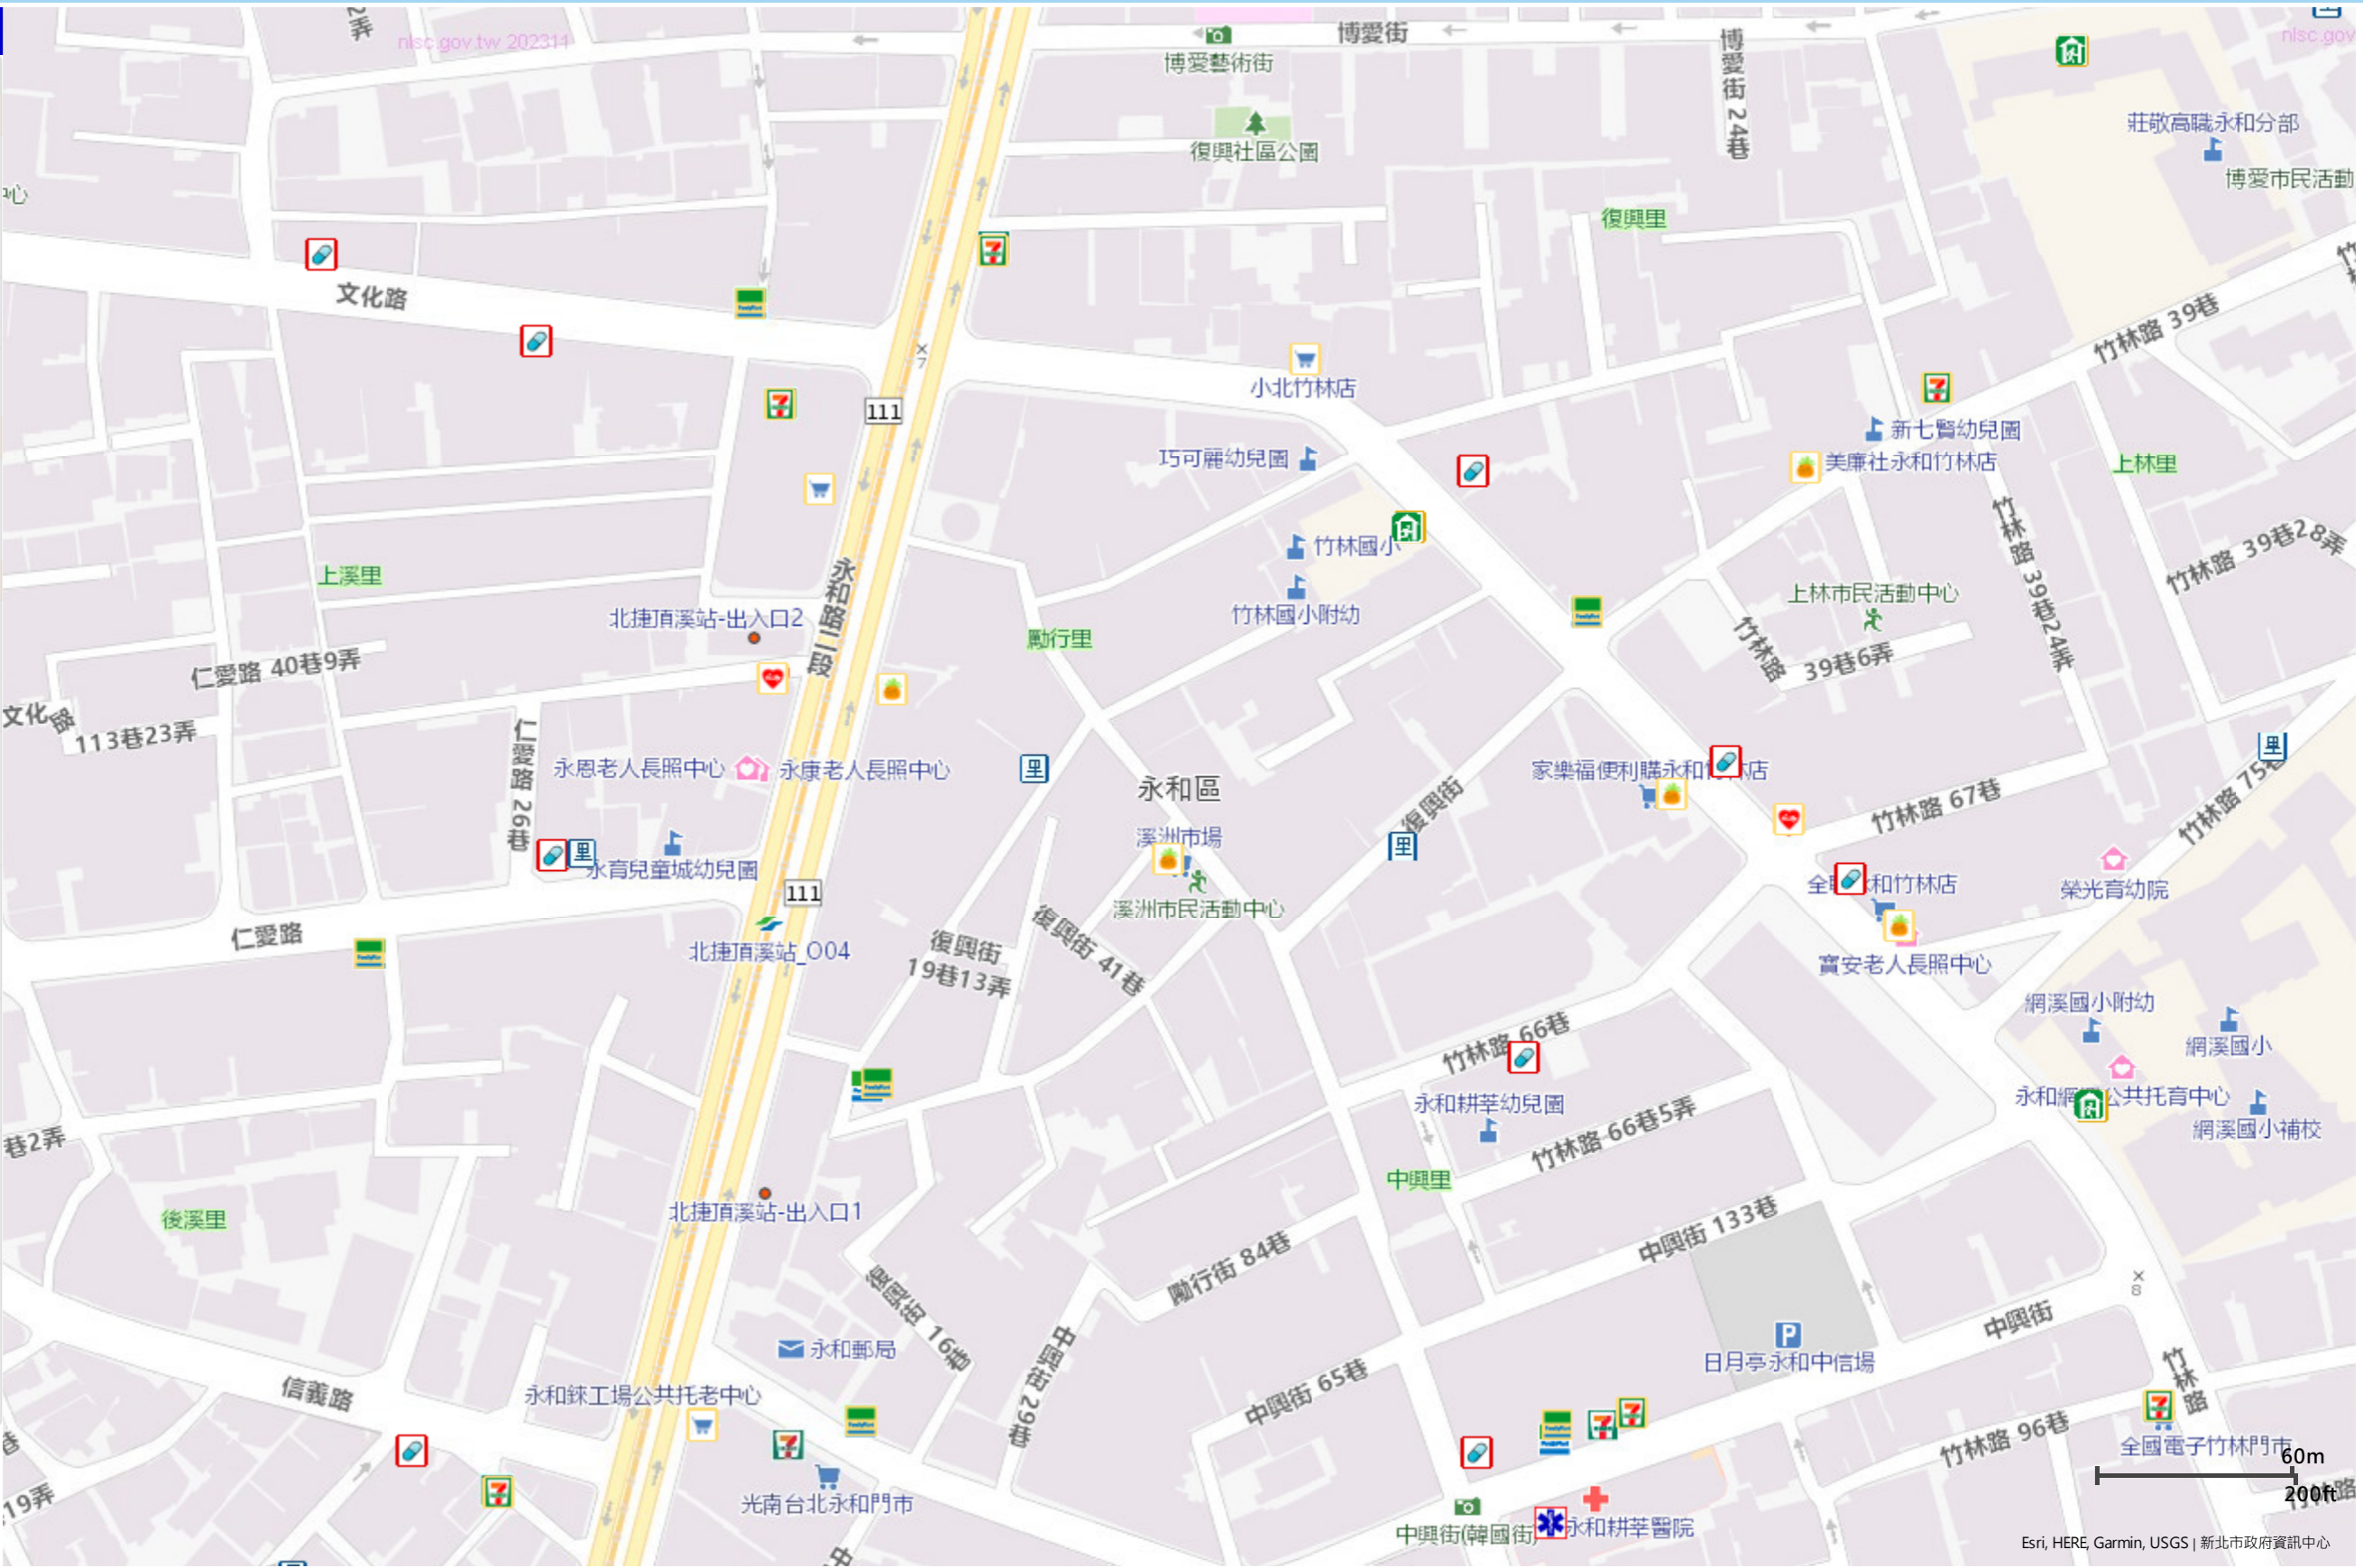 2弄
nlsc.gov.tw 202311
博愛藝術街
博愛街
博愛街 24巷
nlsc.gov
莊敬高職永和分部
博愛市民活動
復興社區公園
中心
復興里
文化路
7
111
小北竹林店
竹林路 39巷
巧可麗幼兒園
新七賢幼兒園
美廉社永和竹林店
上林里
竹林國小
竹林國小附幼
竹林路 39巷28弄
竹林路 39巷24弄
上林市民活動中心
竹林路 39巷6弄
上溪里
永和路二段
北捷頂溪站-出入口2
勵行里
仁愛路 40巷9弄
文化路
113巷23弄
仁愛路 26巷
永恩老人長照中心
永康老人長照中心
里
永和區
復興街
家樂福便利購永和竹林店
里
竹林路 75巷
竹林路 67巷
溪洲市場
里
里
永育兒童城幼兒園
111
溪洲市民活動中心
全聯永和竹林店
榮光育幼院
仁愛路
北捷頂溪站_O04
復興街
19巷13弄
復興街 41巷
寶安老人長照中心
網溪國小附幼
網溪國小
竹林路 66巷
永和耕莘幼兒園
永和網溪公共托育中心
網溪國小補校
巷2弄
竹林路 66巷5弄
中興里
後溪里
北捷頂溪站-出入口1
中興街 133巷
勵行街 84巷
復興街 16巷
8
中興街
中興街 29巷
永和郵局
P
日月亭永和中信場
竹林路
信義路
永和錸工場公共托老中心
中興街 65巷
竹林路 96巷
全國電子竹林門市
60m
200ft
19弄
光南台北永和門市
中興街(韓國街)
永和耕莘醫院
Esri, HERE, Garmin, USGS | 新北市政府資訊中心